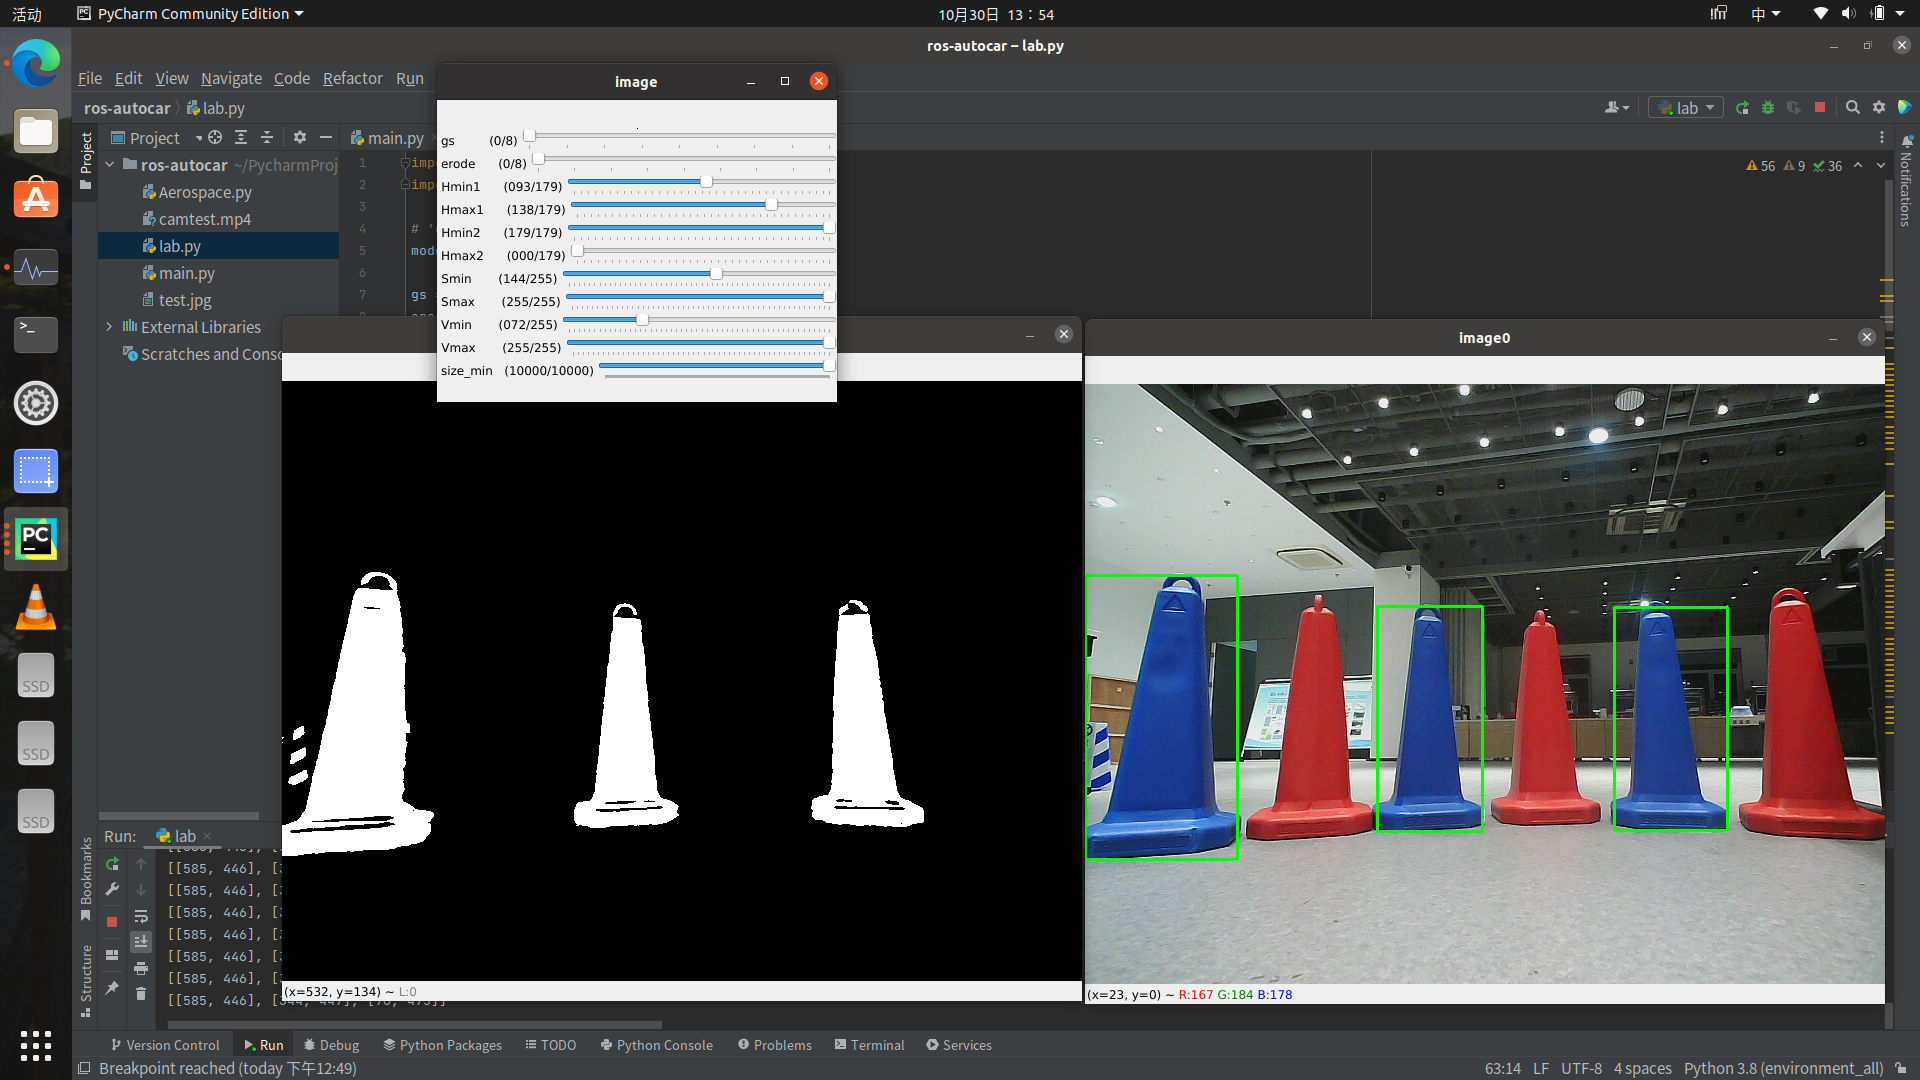 活动
PyCharm Community Edition
10月30日 13：54
中
ros-autocar – lab.py
File Edit View Navigate Code Refactor Run
ros-autocar lab.py
lab
Project
main.py
ros-autocar ~/PycharmProj
Aerospace.py
camtest.mp4
lab.py
main.py
test.jpg
External Libraries
Scratches and Conso
Project
Bookmarks
Structure
Notifications
1 imp
2 imp
3
4 # '
5 mod
6
7 gs
56 9 36
image
gs (0/8)
erode (0/8)
Hmin1 (093/179)
Hmax1 (138/179)
Hmin2 (179/179)
Hmax2 (000/179)
Smin (144/255)
Smax (255/255)
Vmin (072/255)
Vmax (255/255)
size_min (10000/10000)
image0
(x=532, y=134) ~ L:0
(x=23, y=0) ~ R:167 G:184 B:178
Run: lab
[[585, 446], [
[[585, 446], [
[[585, 446], [
[[585, 446], [
[[585, 446], [
[[585, 446], [
[[585, 446],
SSD
SSD
SSD
PC
Version Control Run Debug Python Packages TODO Python Console Problems Terminal Services
Breakpoint reached (today 下午12:49)
63:14 LF UTF-8 4 spaces Python 3.8 (environment_all)